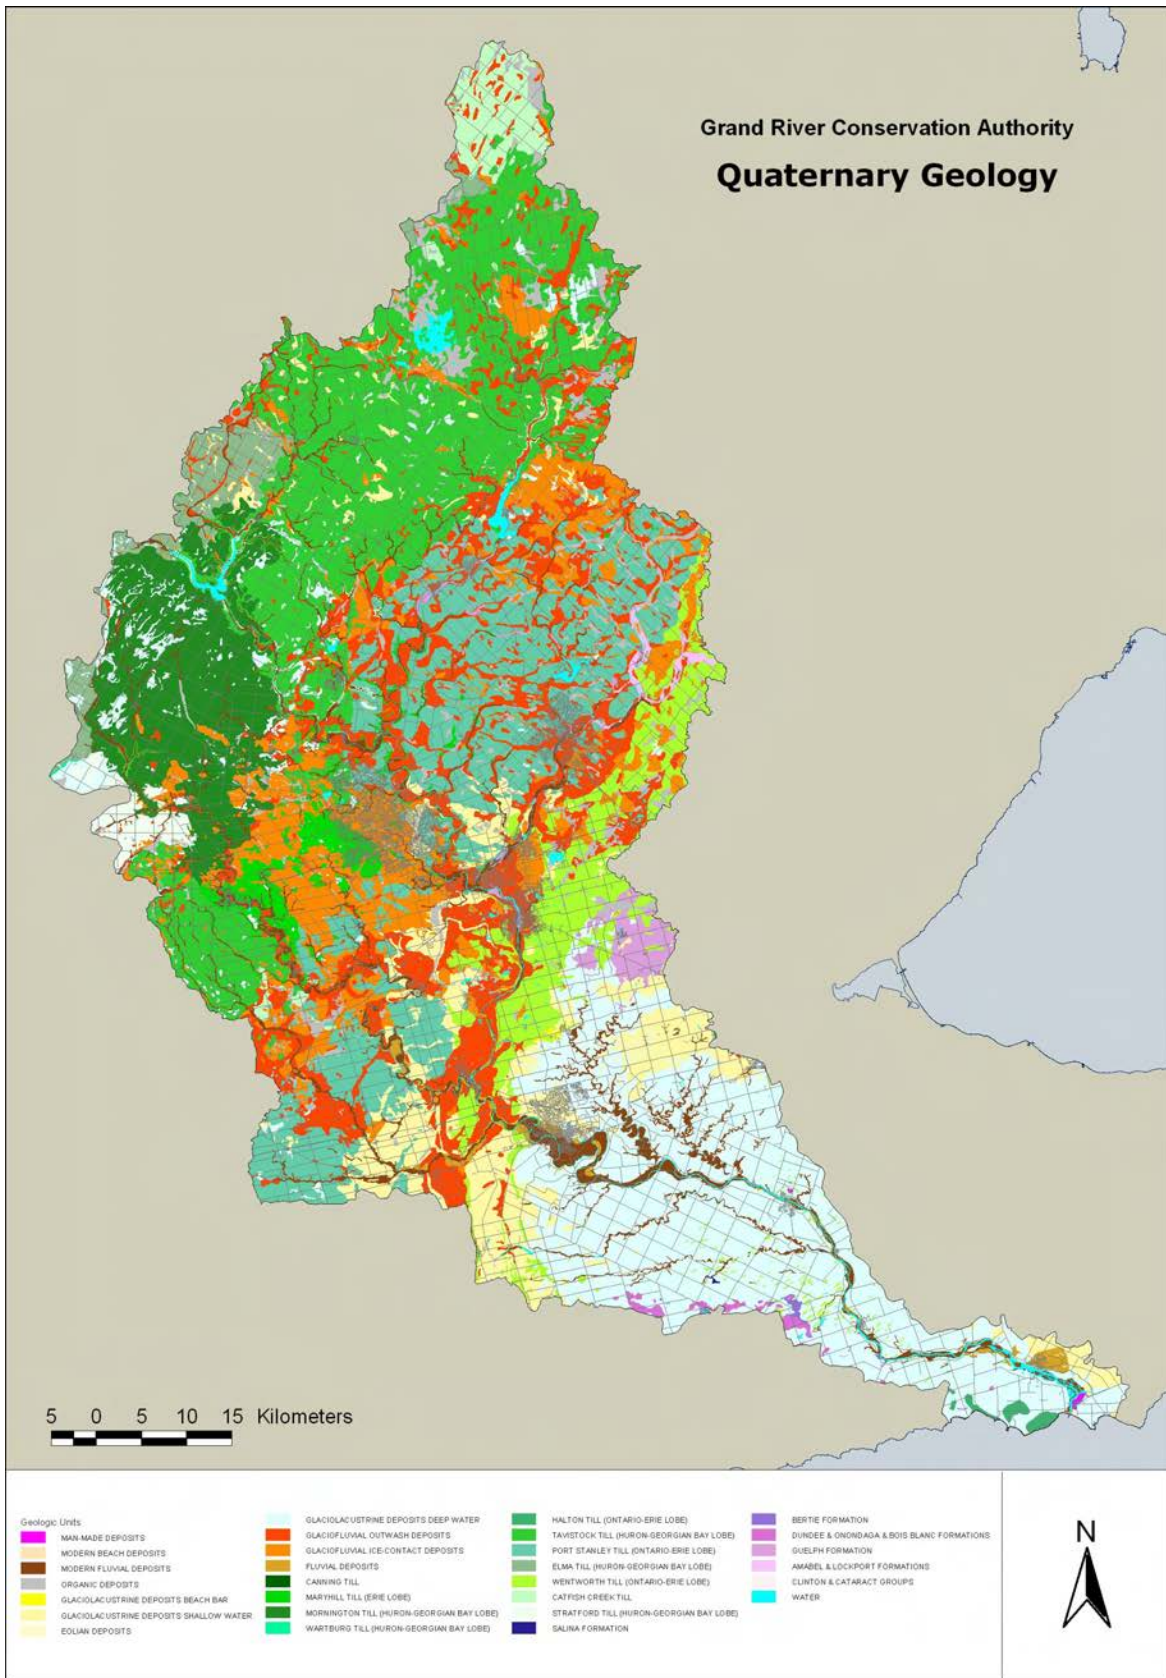 Grand River Conservation Authority
Quaternary Geology
5 0 5 10 15 Kilometers
Geologic Units
MAN-MADE DEPOSITS
MODERN BEACH DEPOSITS
MODERN FLUVIAL DEPOSITS
ORGANIC DEPOSITS
GLACIOLACUSTRINE DEPOSITS BEACH BAR
GLACIOLACUSTRINE DEPOSITS SHALLOW WATER
EOLIAN DEPOSITS
GLACIOLACUSTRINE DEPOSITS DEEP WATER
GLACIOFLUVIAL OUTWASH DEPOSITS
GLACIOFLUVIAL ICE-CONTACT DEPOSITS
FLUVIAL DEPOSITS
CANNING TILL
MARYHILL TILL (ERIE LOBE)
MORNINGTON TILL (HURON-GEORGIAN BAY LOBE)
WARTBURG TILL (HURON-GEORGIAN BAY LOBE)
HALTON TILL (ONTARIO-ERIE LOBE)
TAVISTOCK TILL (HURON-GEORGIAN BAY LOBE)
PORT STANLEY TILL (ONTARIO-ERIE LOBE)
ELMA TILL (HURON-GEORGIAN BAY LOBE)
WENTWORTH TILL (ONTARIO-ERIE LOBE)
CATFISH CREEK TILL
STRATFORD TILL (HURON-GEORGIAN BAY LOBE)
SALINA FORMATION
BERTIE FORMATION
DUNDEE & ONONDAGA & BOIS BLANC FORMATIONS
GUELPH FORMATION
AMABEL & LOCKPORT FORMATIONS
CLINTON & CATARACT GROUPS
WATER
N